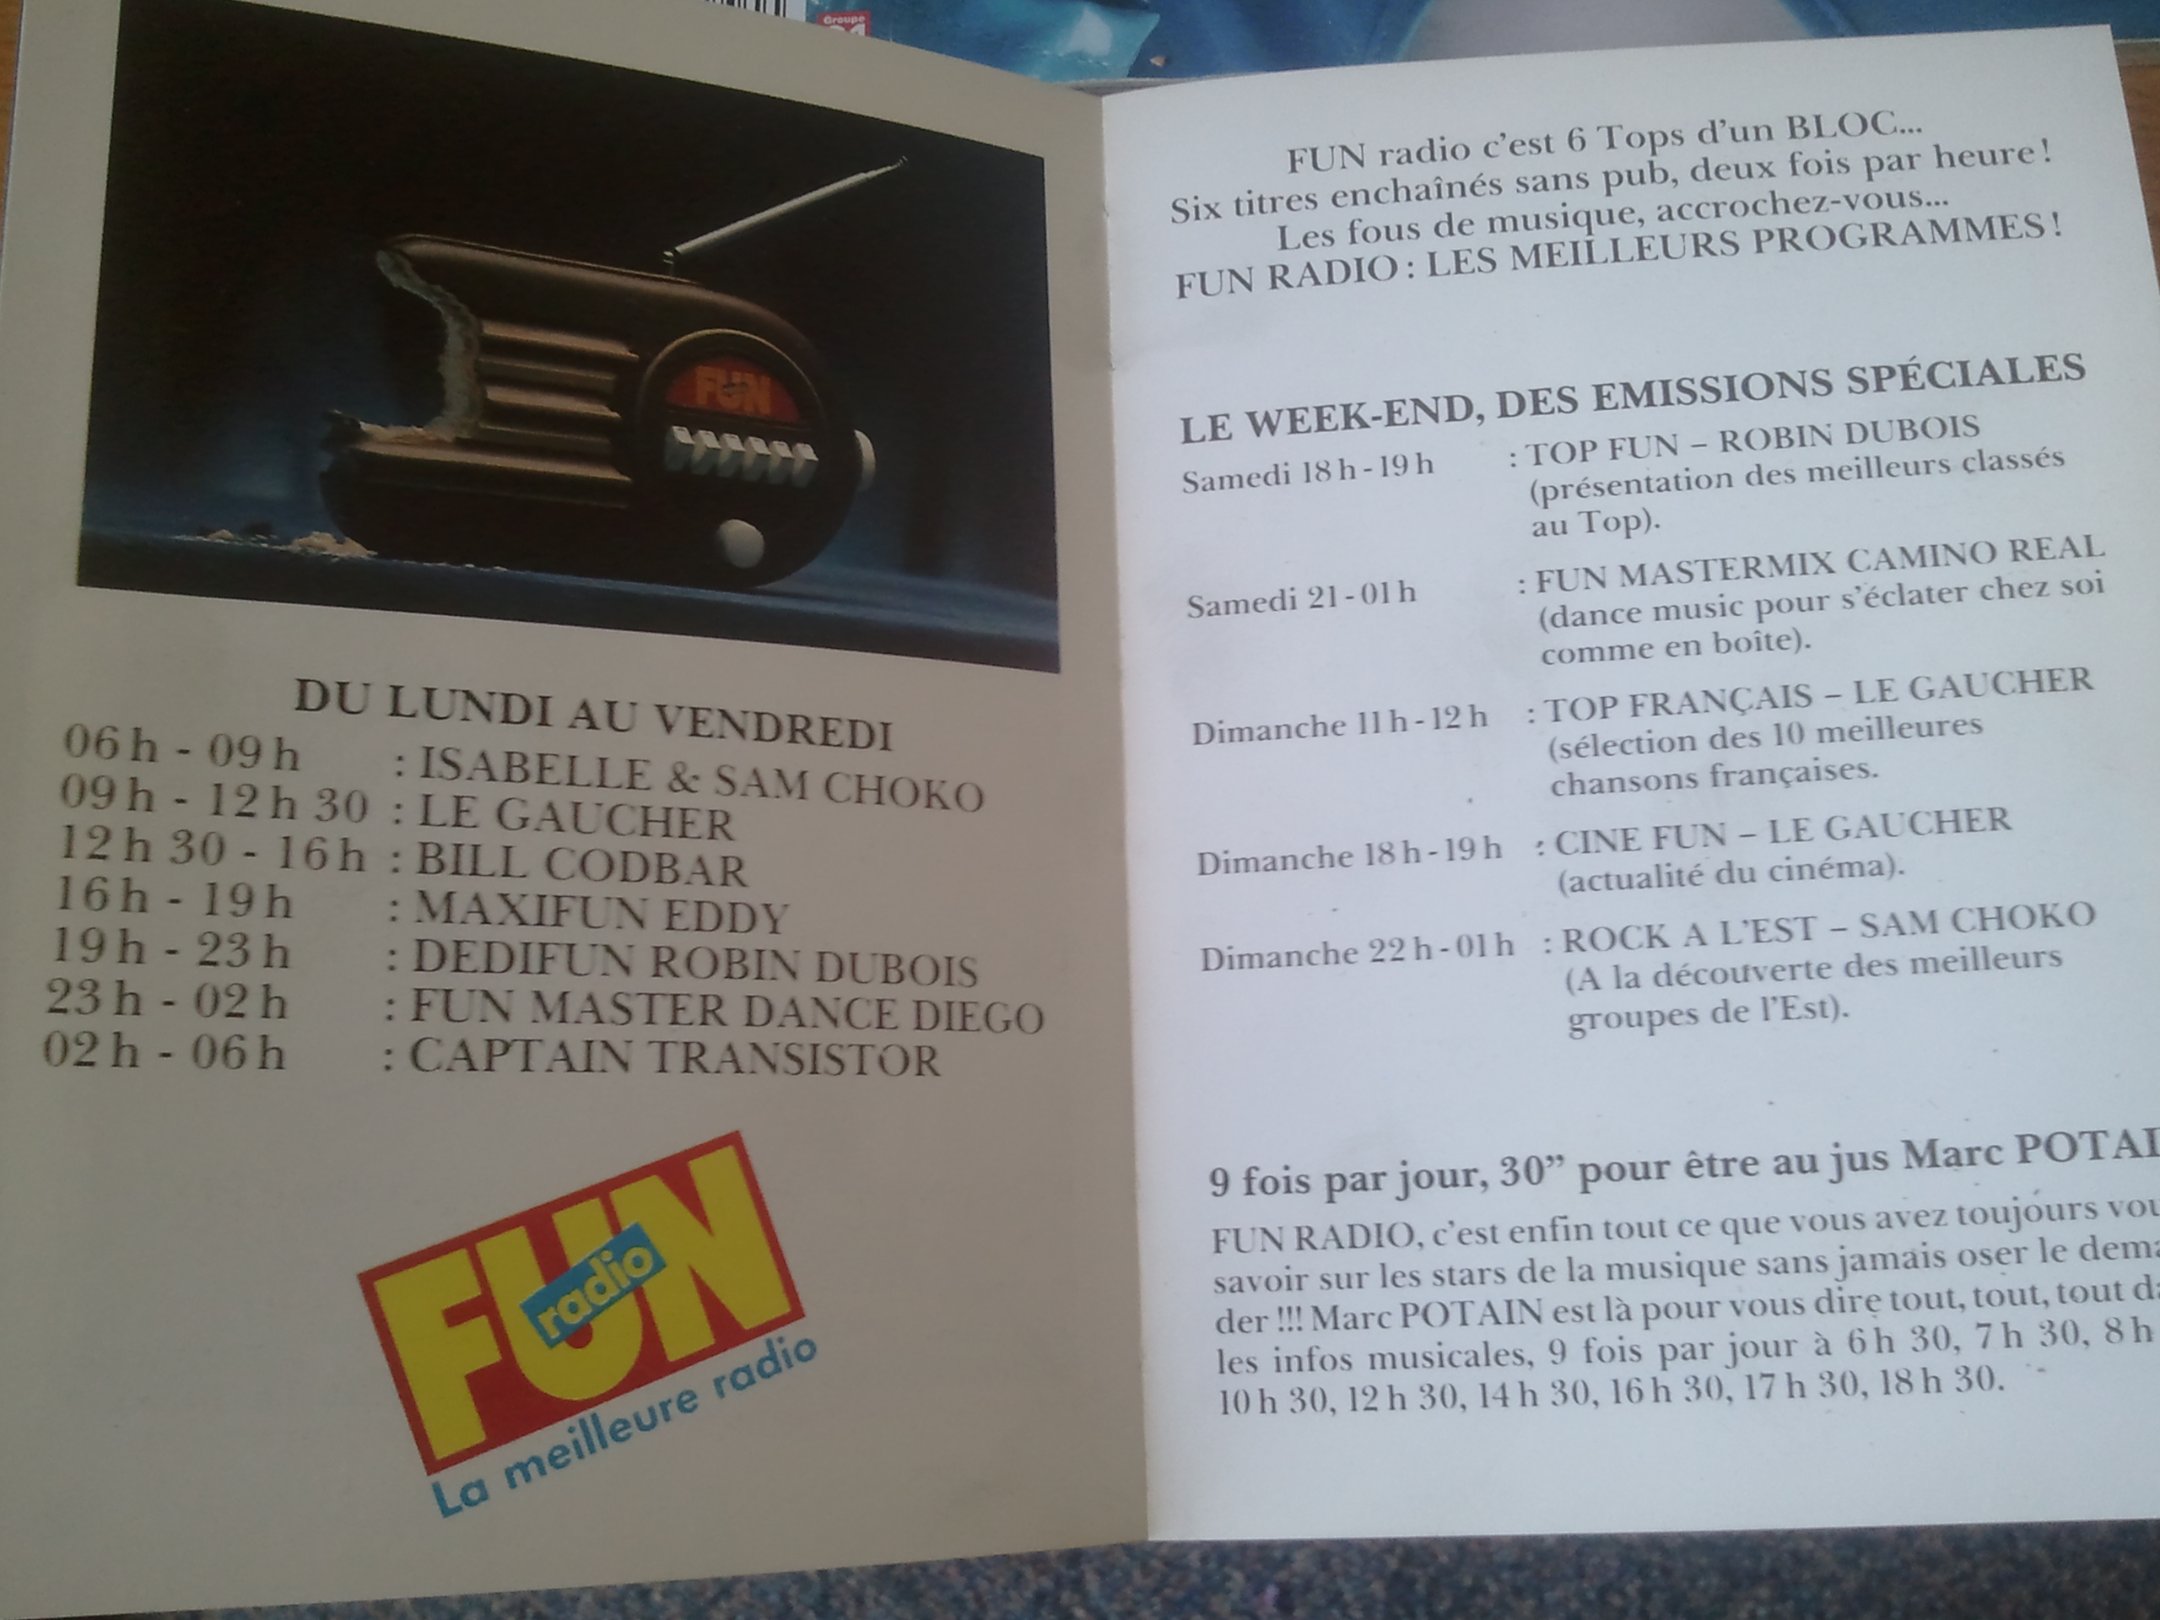 Groupe
FUN
DU LUNDI AU VENDREDI
06 h - 09 h : ISABELLE & SAM CHOKO
09 h - 12 h 30 : LE GAUCHER
12 h 30 - 16 h : BILL CODBAR
16 h - 19 h : MAXIFUN EDDY
19 h - 23 h : DEDIFUN ROBIN DUBOIS
23 h - 02 h : FUN MASTER DANCE DIEGO
02 h - 06 h : CAPTAIN TRANSISTOR
FUN
radio
La meilleure radio
FUN radio c'est 6 Tops d'un BLOC...
Six titres enchaînés sans pub, deux fois par heure !
Les fous de musique, accrochez-vous...
FUN RADIO : LES MEILLEURS PROGRAMMES !
LE WEEK-END, DES EMISSIONS SPÉCIALES
Samedi 18 h - 19 h : TOP FUN – ROBIN DUBOIS
(présentation des meilleurs classés
au Top).
Samedi 21 - 01 h : FUN MASTERMIX CAMINO REAL
(dance music pour s'éclater chez soi
comme en boîte).
Dimanche 11 h - 12 h : TOP FRANÇAIS – LE GAUCHER
(sélection des 10 meilleures
chansons françaises.
Dimanche 18 h - 19 h : CINE FUN – LE GAUCHER
(actualité du cinéma).
Dimanche 22 h - 01 h : ROCK A L'EST – SAM CHOKO
(A la découverte des meilleurs
groupes de l'Est).
9 fois par jour, 30” pour être au jus Marc
FUN RADIO, c'est enfin tout ce que vous avez toujours
savoir sur les stars de la musique sans jamais oser le
der !!! Marc POTAIN est là pour vous dire tout, tout, tout
les infos musicales, 9 fois par jour à 6 h 30, 7 h 30, 8 h
10 h 30, 12 h 30, 14 h 30, 16 h 30, 17 h 30, 18 h 30.